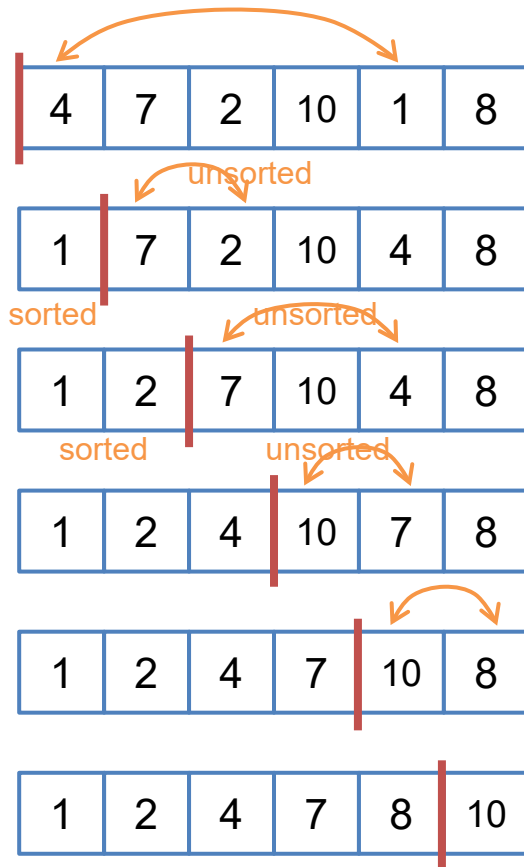 4 7 2 10 1 8
unsorted
1 7 2 10 4 8
sorted unsorted
1 2 7 10 4 8
sorted unsorted
1 2 4 10 7 8
1 2 4 7 10 8
1 2 4 7 8 10